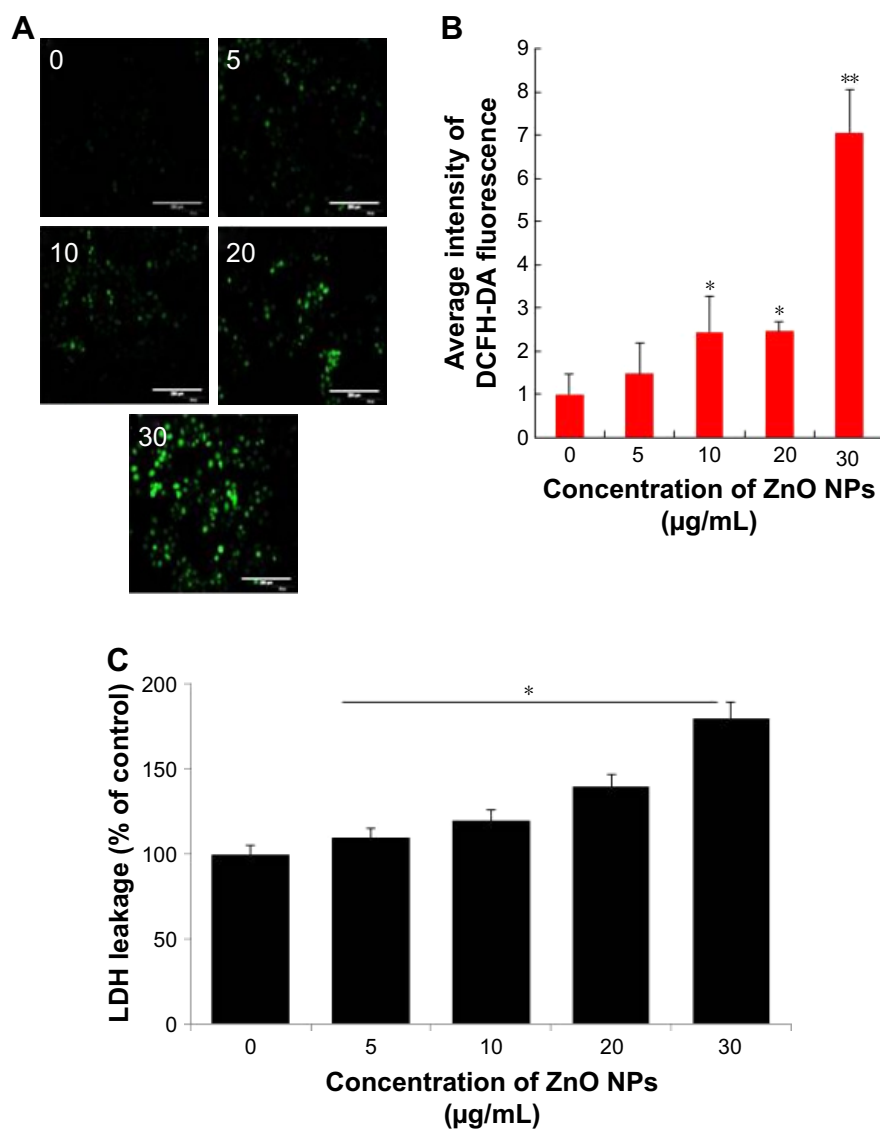 A
0
5
10
20
30
B
Average intensity of
DCFH-DA fluorescence
9
8
7
6
5
4
3
2
1
0
*
*
**
0 5 10 20 30
Concentration of ZnO NPs
(µg/mL)
C
LDH leakage (% of control)
200
150
100
50
0
*
0 5 10 20 30
Concentration of ZnO NPs
(µg/mL)